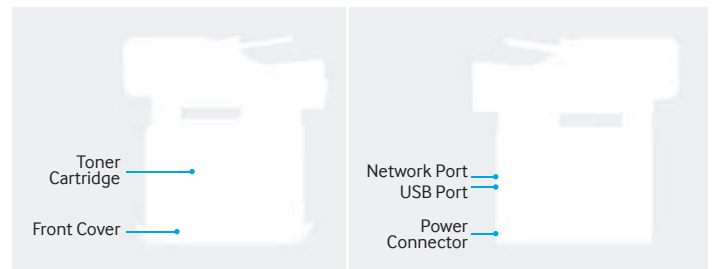 Toner
Cartridge
Front Cover
Network Port
USB Port
Power
Connector